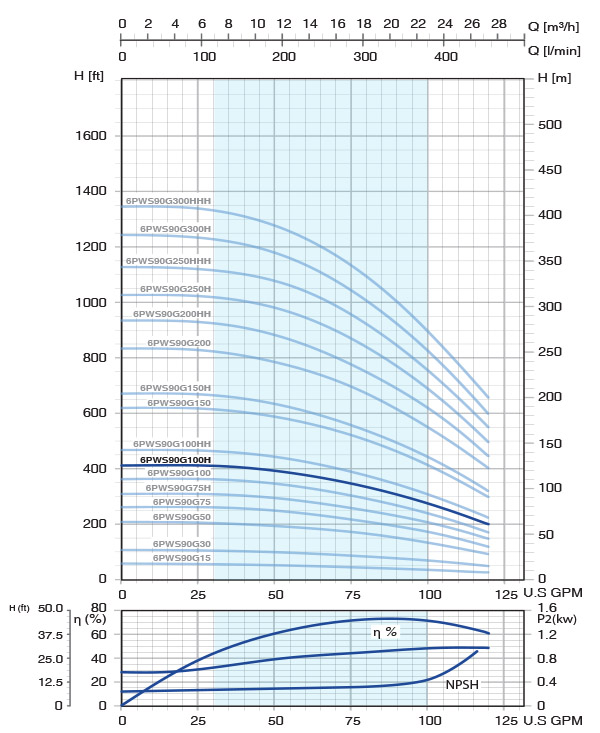 0 2 4 6 8 10 12 14 16 18 20 22 24 26 28 Q [m³/h]
0 100 200 300 400 Q [l/min]
H [ft] H [m]
1600 500
450
1400 400
6PWS90G300HHH
6PWS90G300H
1200 350
6PWS90G250HHH
6PWS90G250H
1000 300
6PWS90G200HH
6PWS90G200
800 250
200
6PWS90G150H
6PWS90G150
600
150
6PWS90G100HH
6PWS90G100H
400
6PWS90G100
100
6PWS90G75H
6PWS90G75
6PWS90G50
200
50
6PWS90G30
6PWS90G15
0 0
25 50 75 100 125 U.S GPM
H (ft) 50.0 80 1.6
η (%) P2(kw)
37.5 60 η % 1.2
25.0 40 0.8
12.5 20 NPSH 0.4
0 0 0
0 25 50 75 100 125 U.S GPM